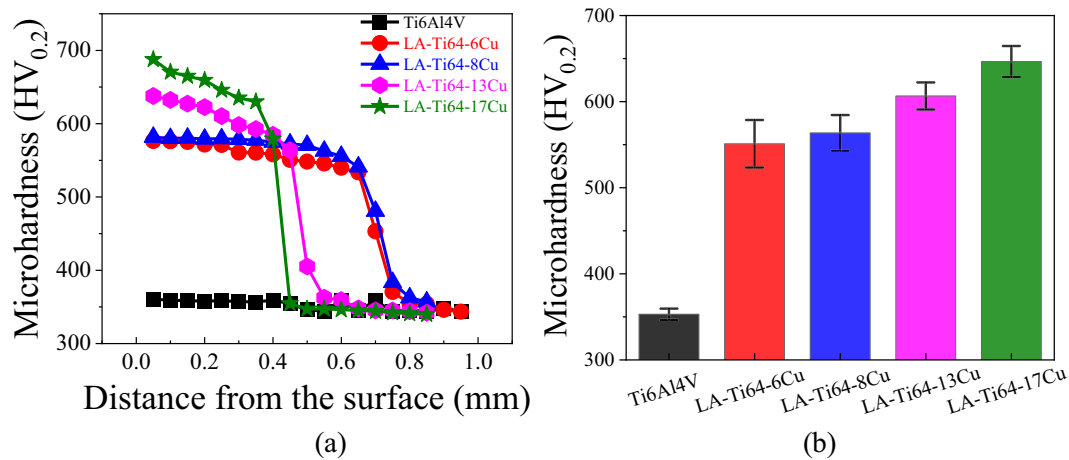 700
600
500
400
300
Microhardness (HV0.2)
Ti6Al4V
LA-Ti64-6Cu
LA-Ti64-8Cu
LA-Ti64-13Cu
LA-Ti64-17Cu
0.0 0.2 0.4 0.6 0.8 1.0
Distance from the surface (mm)
(a)
700
600
500
400
300
Microhardness (HV0.2)
Ti6Al4V
LA-Ti64-6Cu
LA-Ti64-8Cu
LA-Ti64-13Cu
LA-Ti64-17Cu
(b)